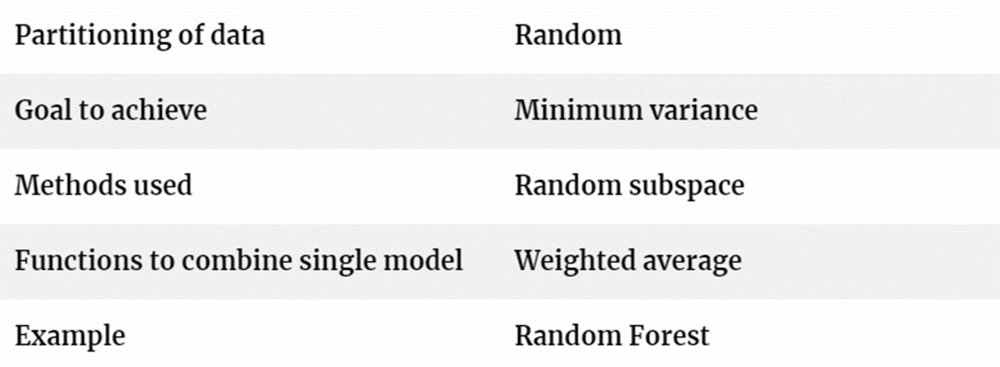 Partitioning of data Random
Goal to achieve Minimum variance
Methods used Random subspace
Functions to combine single model Weighted average
Example Random Forest